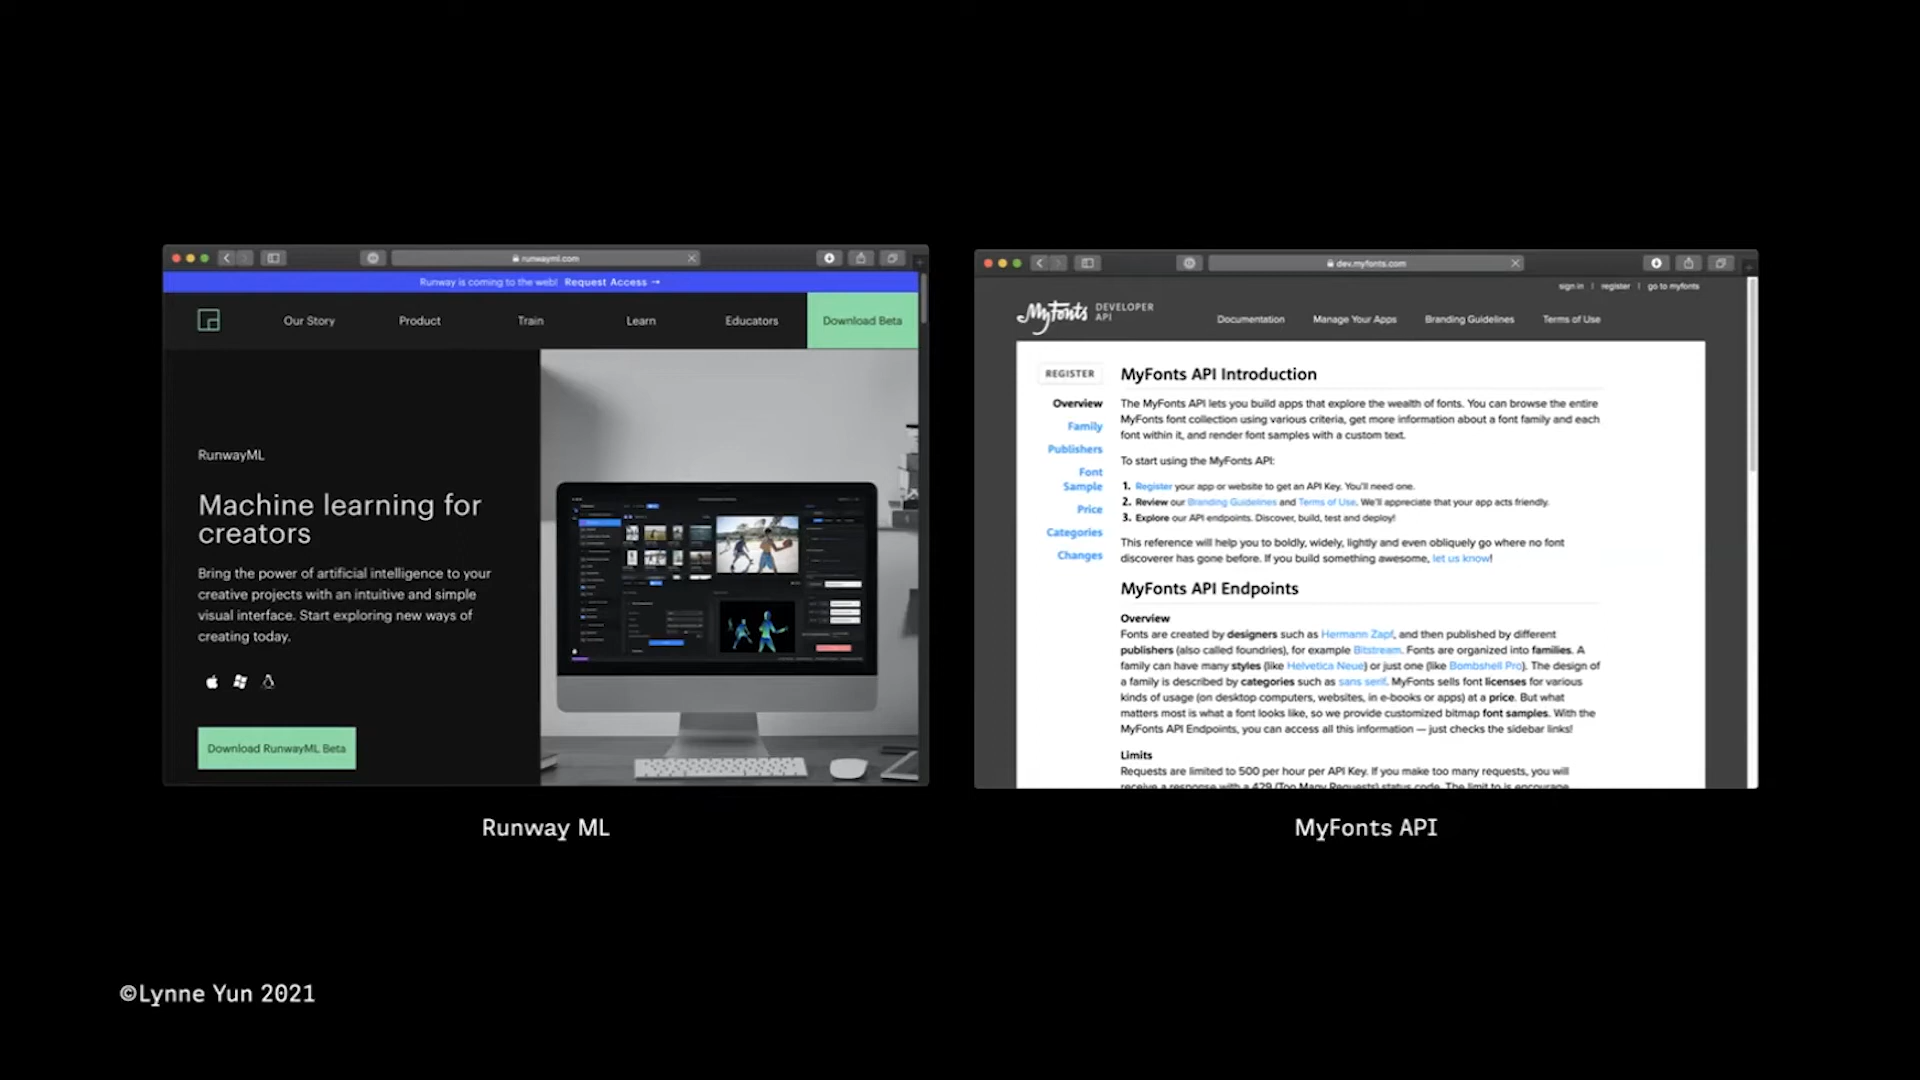 runwayml.com
Runway is coming to the web! Request Access →
Our Story
Product
Train
Learn
Educators
Download Beta
RunwayML
Machine learning for
creators
Bring the power of artificial intelligence to your
creative projects with an intuitive and simple
visual interface. Start exploring new ways of
creating today.
Download RunwayML Beta
Runway ML
dev.myfonts.com
sign in | register | go to myfonts
MyFonts DEVELOPER
API
Documentation
Manage Your Apps
Branding Guidelines
Terms of Use
REGISTER
Overview
Family
Publishers
Font
Sample
Price
Categories
Changes
MyFonts API Introduction
The MyFonts API lets you build apps that explore the wealth of fonts. You can browse the entire
MyFonts font collection using various criteria, get more information about a font family and each
font within it, and render font samples with a custom text.
To start using the MyFonts API:
1. Register your app or website to get an API Key. You'll need one.
2. Review our Branding Guidelines and Terms of Use. We'll appreciate that your app acts friendly.
3. Explore our API endpoints. Discover, build, test and deploy!
This reference will help you to boldly, widely, lightly and even obliquely go where no font
discoverer has gone before. If you build something awesome, let us know!
MyFonts API Endpoints
Overview
Fonts are created by designers such as Hermann Zapf, and then published by different
publishers (also called foundries), for example Bitstream. Fonts are organized into families. A
family can have many styles (like Helvetica Neue) or just one (like Bombshell Pro). The design of
a family is described by categories such as sans serif. MyFonts sells font licenses for various
kinds of usage (on desktop computers, websites, in e-books or apps) at a price. But what
matters most is what a font looks like, so we provide customized bitmap font samples. With the
MyFonts API Endpoints, you can access all this information — just checks the sidebar links!
Limits
Requests are limited to 500 per hour per API Key. If you make too many requests, you will
receive a response with a 429 (Too Many Requests) status code. The limit to is encourage
MyFonts API
©Lynne Yun 2021